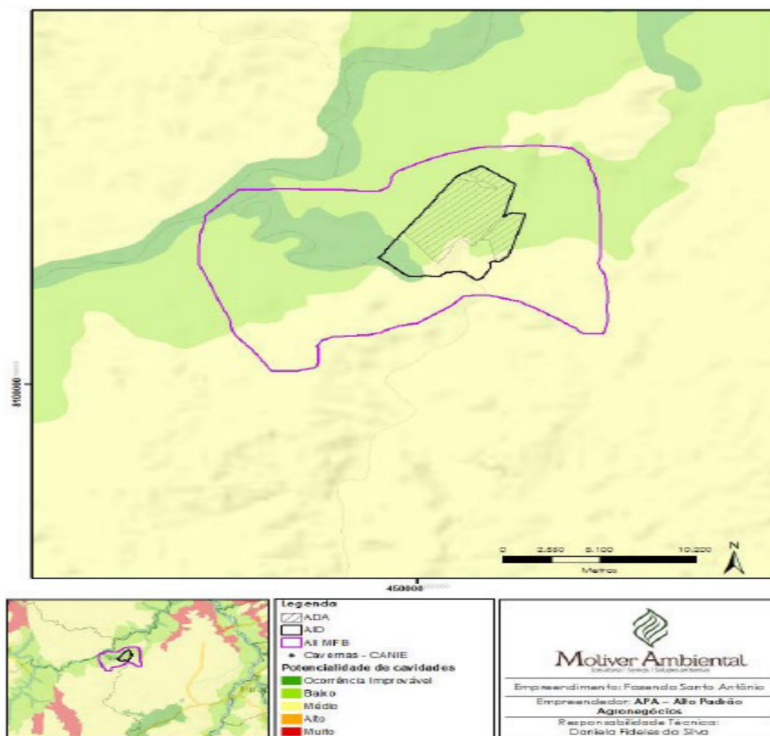 8100000
0 2.550 5.100 10.200
Metros
N
450000
Legenda
ADA
AID
AII MFB
Cavernas - CANIE
Potencialidade de cavidades
Ocorrência Improvável
Baixo
Médio
Alto
Muito
Moliver Ambiental
Empreendimento: Fazenda Santo Antônio
Empreendedor: APA - Alto Padrão
Agronegócios
Responsabilidade Técnica:
Daniela Fideles da Silva